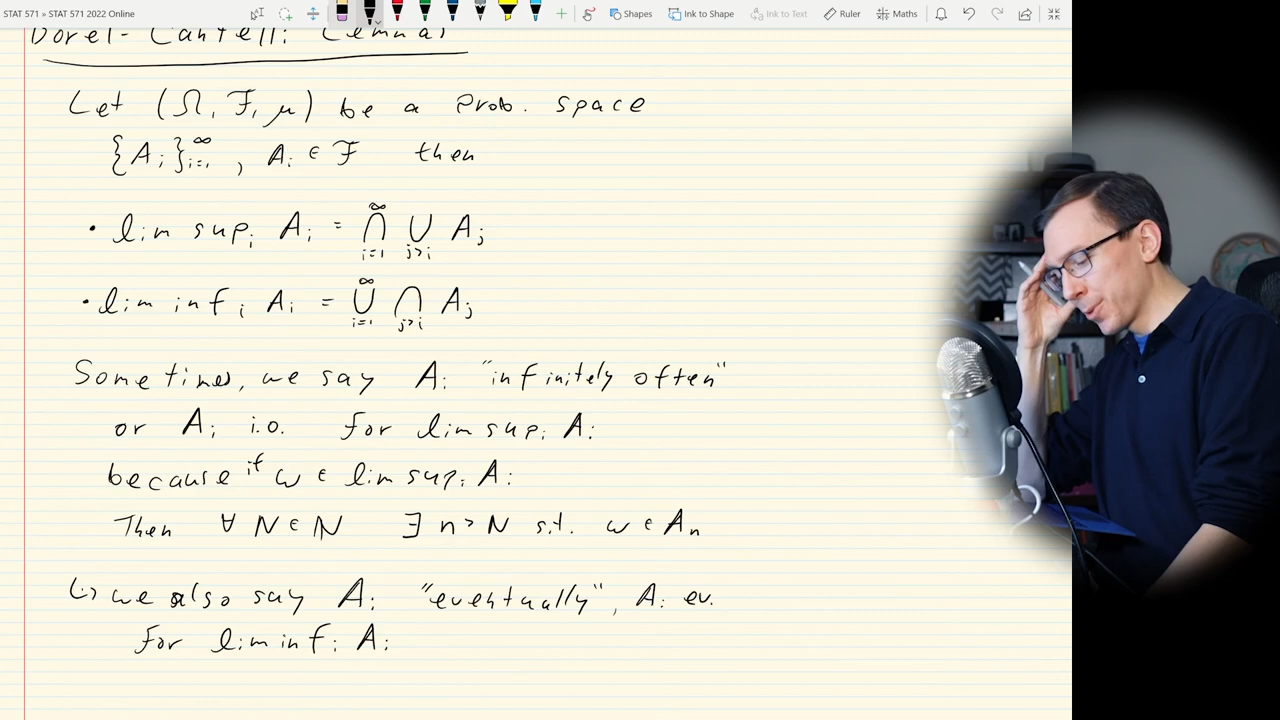 STAT 571 » STAT 571 2022 Online
Shapes Ink to Shape Ink to Text Ruler Maths
Borel-Cantelli Lemmas
Let (Ω, ℱ, μ) be a prob. space
{A_i}_{i=1}^∞ , A_i ∈ ℱ then
• lim sup_i A_i = ⋂_{i=1}^∞ ⋃_{j>i} A_j
• lim inf_i A_i = ⋃_{i=1}^∞ ⋂_{j>i} A_j
Sometimes, we say A_i "infinitely often"
or A_i i.o. for lim sup_i A_i
because if ω ∈ lim sup_i A_i
Then ∀ N ∈ ℕ ∃ n > N s.t. ω ∈ A_n
↳ we also say A_i "eventually", A_i ev.
for lim inf_i A_i